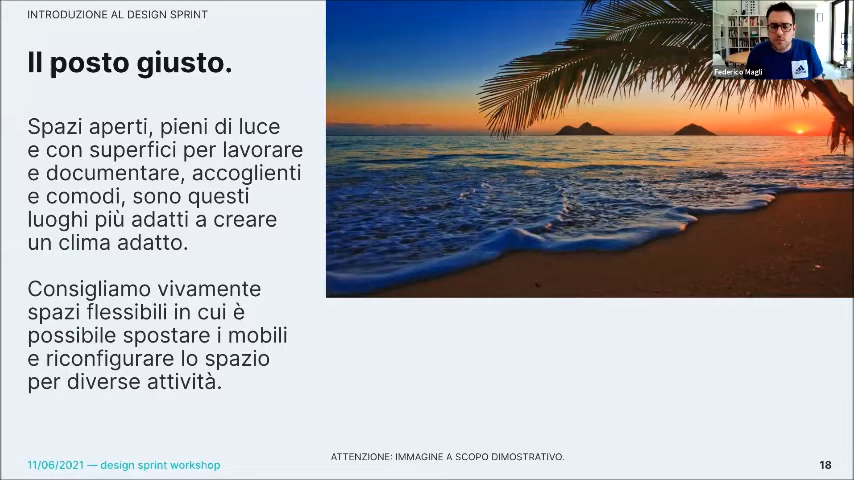 INTRODUZIONE AL DESIGN SPRINT
Il posto giusto.
Spazi aperti, pieni di luce
e con superfici per lavorare
e documentare, accoglienti
e comodi, sono questi
luoghi più adatti a creare
un clima adatto.
Consigliamo vivamente
spazi flessibili in cui è
possibile spostare i mobili
e riconfigurare lo spazio
per diverse attività.
Federico Magli
ATTENZIONE: IMMAGINE A SCOPO DIMOSTRATIVO.
11/06/2021 — design sprint workshop
18